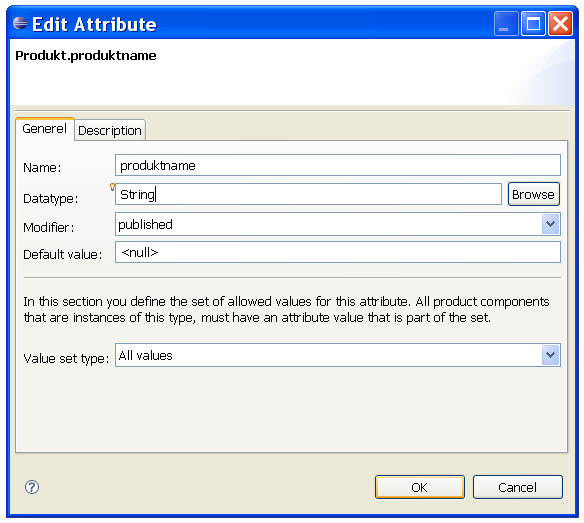 Edit Attribute
Produkt.produktname
Generel Description
Name: produktname
Datatype: String Browse
Modifier: published
Default value: <null>
In this section you define the set of allowed values for this attribute. All product components
that are instances of this type, must have an attribute value that is part of the set.
Value set type: All values
? OK Cancel